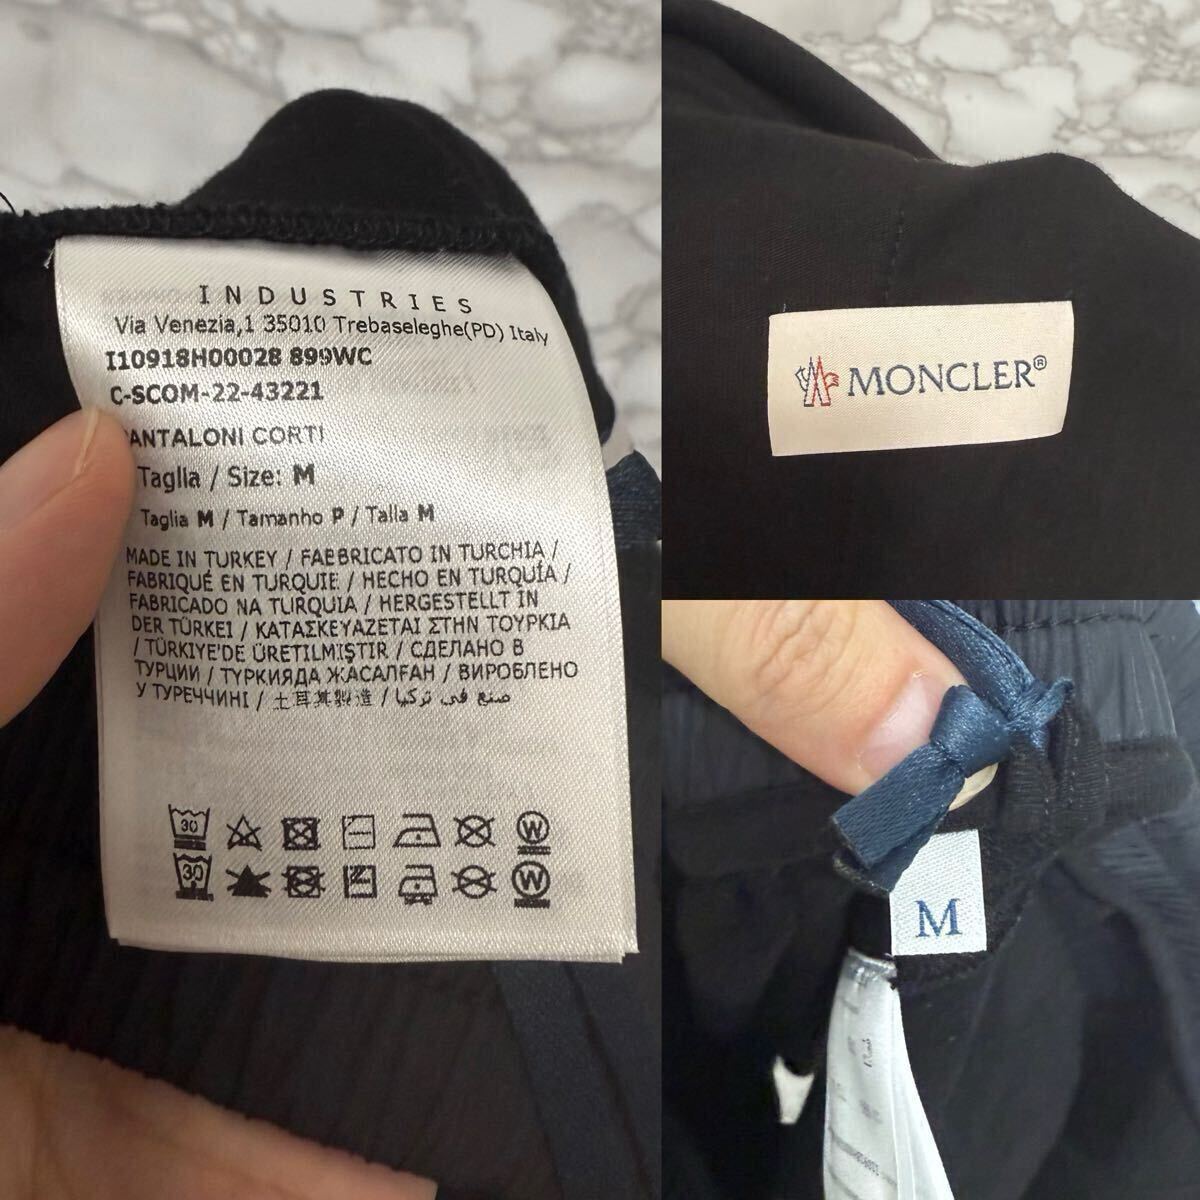 INDUSTRIES
Via Venezia,1 35010 Trebaseleghe(PD) Italy
I10918H00028 899WC
C-SCOM-22-43221
PANTALONI CORTI
Taglia / Size: M
Taglia M / Tamanho P / Talla M
MADE IN TURKEY / FABBRICATO IN TURCHIA /
FABRIQUÉ EN TURQUIE / HECHO EN TURQUÍA /
FABRICADO NA TURQUIA / HERGESTELLT IN
DER TÜRKEI / ΚΑΤΑΣΚΕΥΑΖΕΤΑΙ ΣΤΗΝ ΤΟΥΡΚΙΑ
/ TÜRKİYE'DE ÜRETILMIŞTIR / СДЕЛАНО В
ТУРЦИИ / ТҮРКИЯДА ЖАСАЛҒАН / ВИРОБЛЕНО
У ТУРЕЧЧИНІ / 土耳其製造 / صنع في تركيا
30 W
30 W
MONCLER®
M